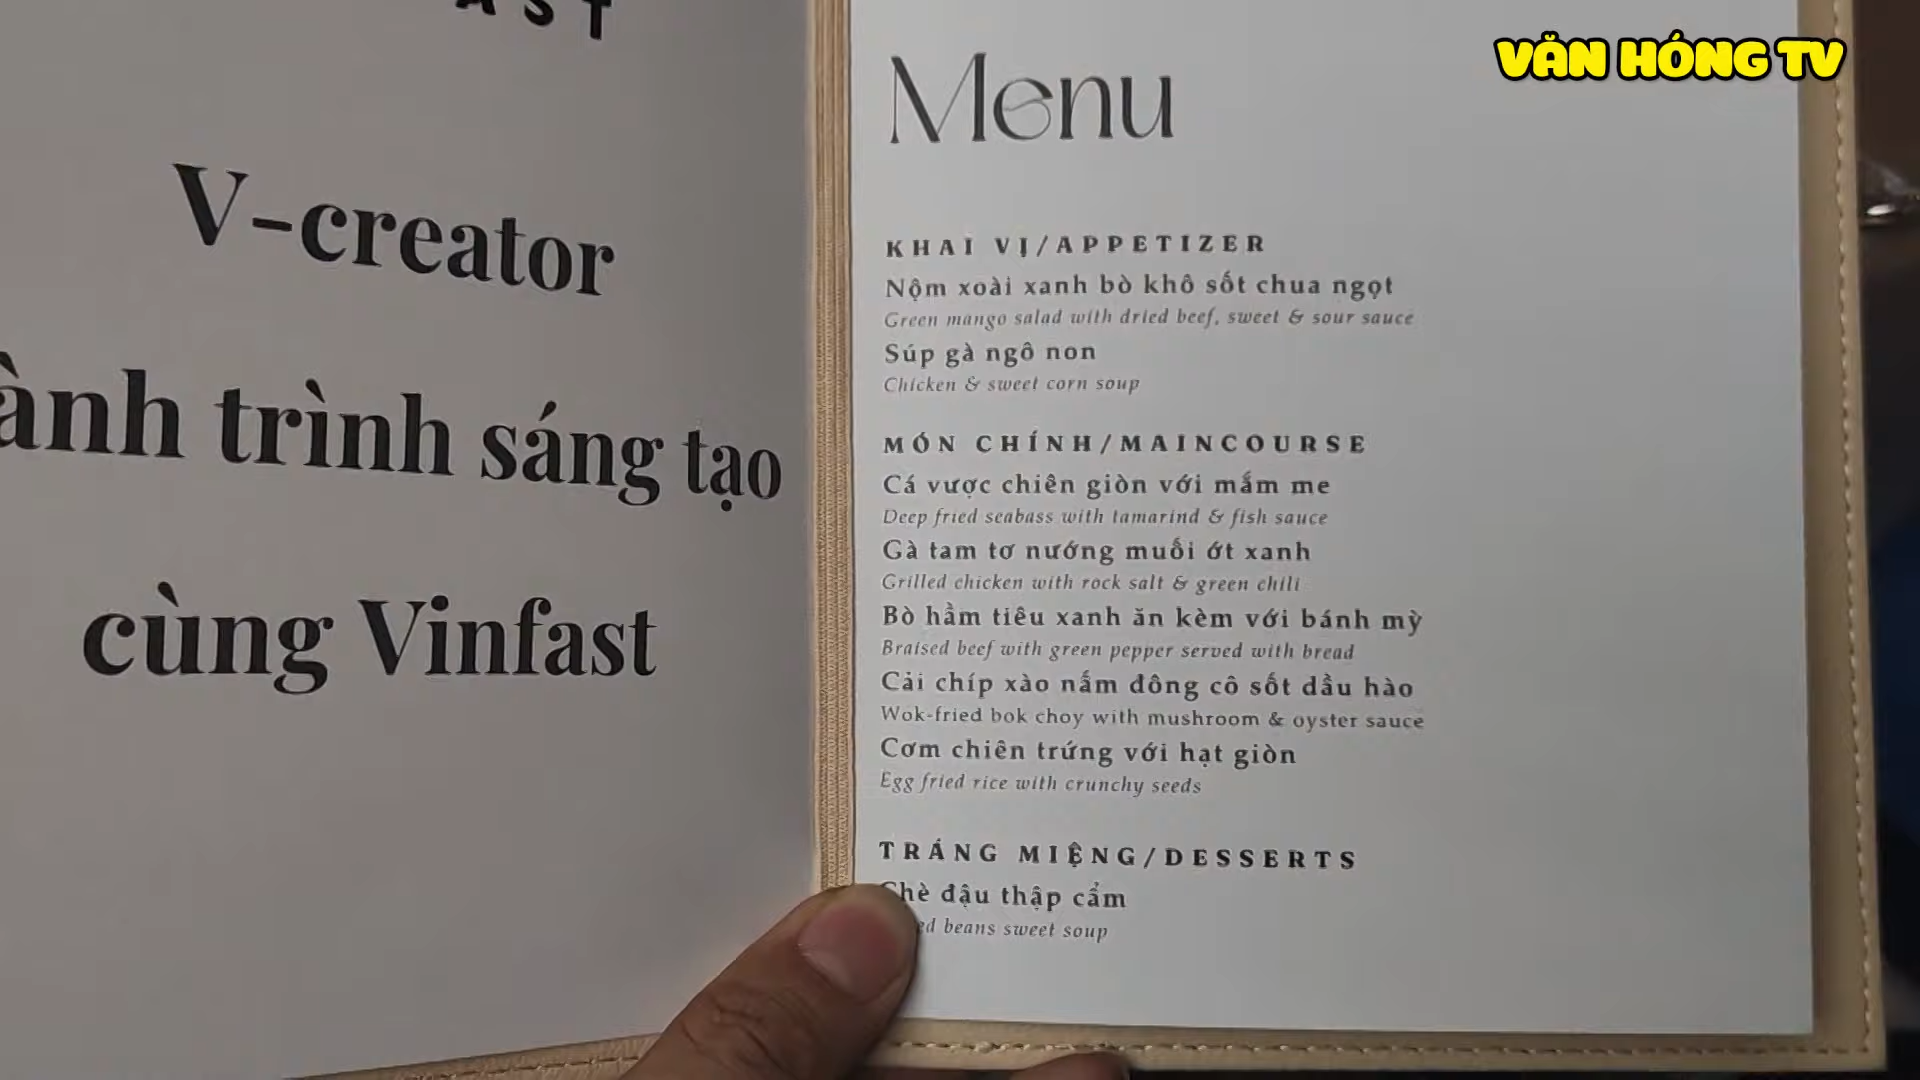 V-creator
ành trình sáng tạo
cùng Vinfast
VĂN HÓNG TV
Menu
KHAI VỊ/APPETIZER
Nộm xoài xanh bò khô sốt chua ngọt
Green mango salad with dried beef, sweet & sour sauce
Súp gà ngô non
Chicken & sweet corn soup
MÓN CHÍNH/MAINCOURSE
Cá vược chiên giòn với mắm me
Deep fried seabass with tamarind & fish sauce
Gà tam tơ nướng muối ớt xanh
Grilled chicken with rock salt & green chili
Bò hầm tiêu xanh ăn kèm với bánh mỳ
Braised beef with green pepper served with bread
Cải chíp xào nấm đông cô sốt dầu hào
Wok-fried bok choy with mushroom & oyster sauce
Cơm chiên trứng với hạt giòn
Egg fried rice with crunchy seeds
TRÁNG MIỆNG/DESSERTS
Chè đậu thập cẩm
beans sweet soup